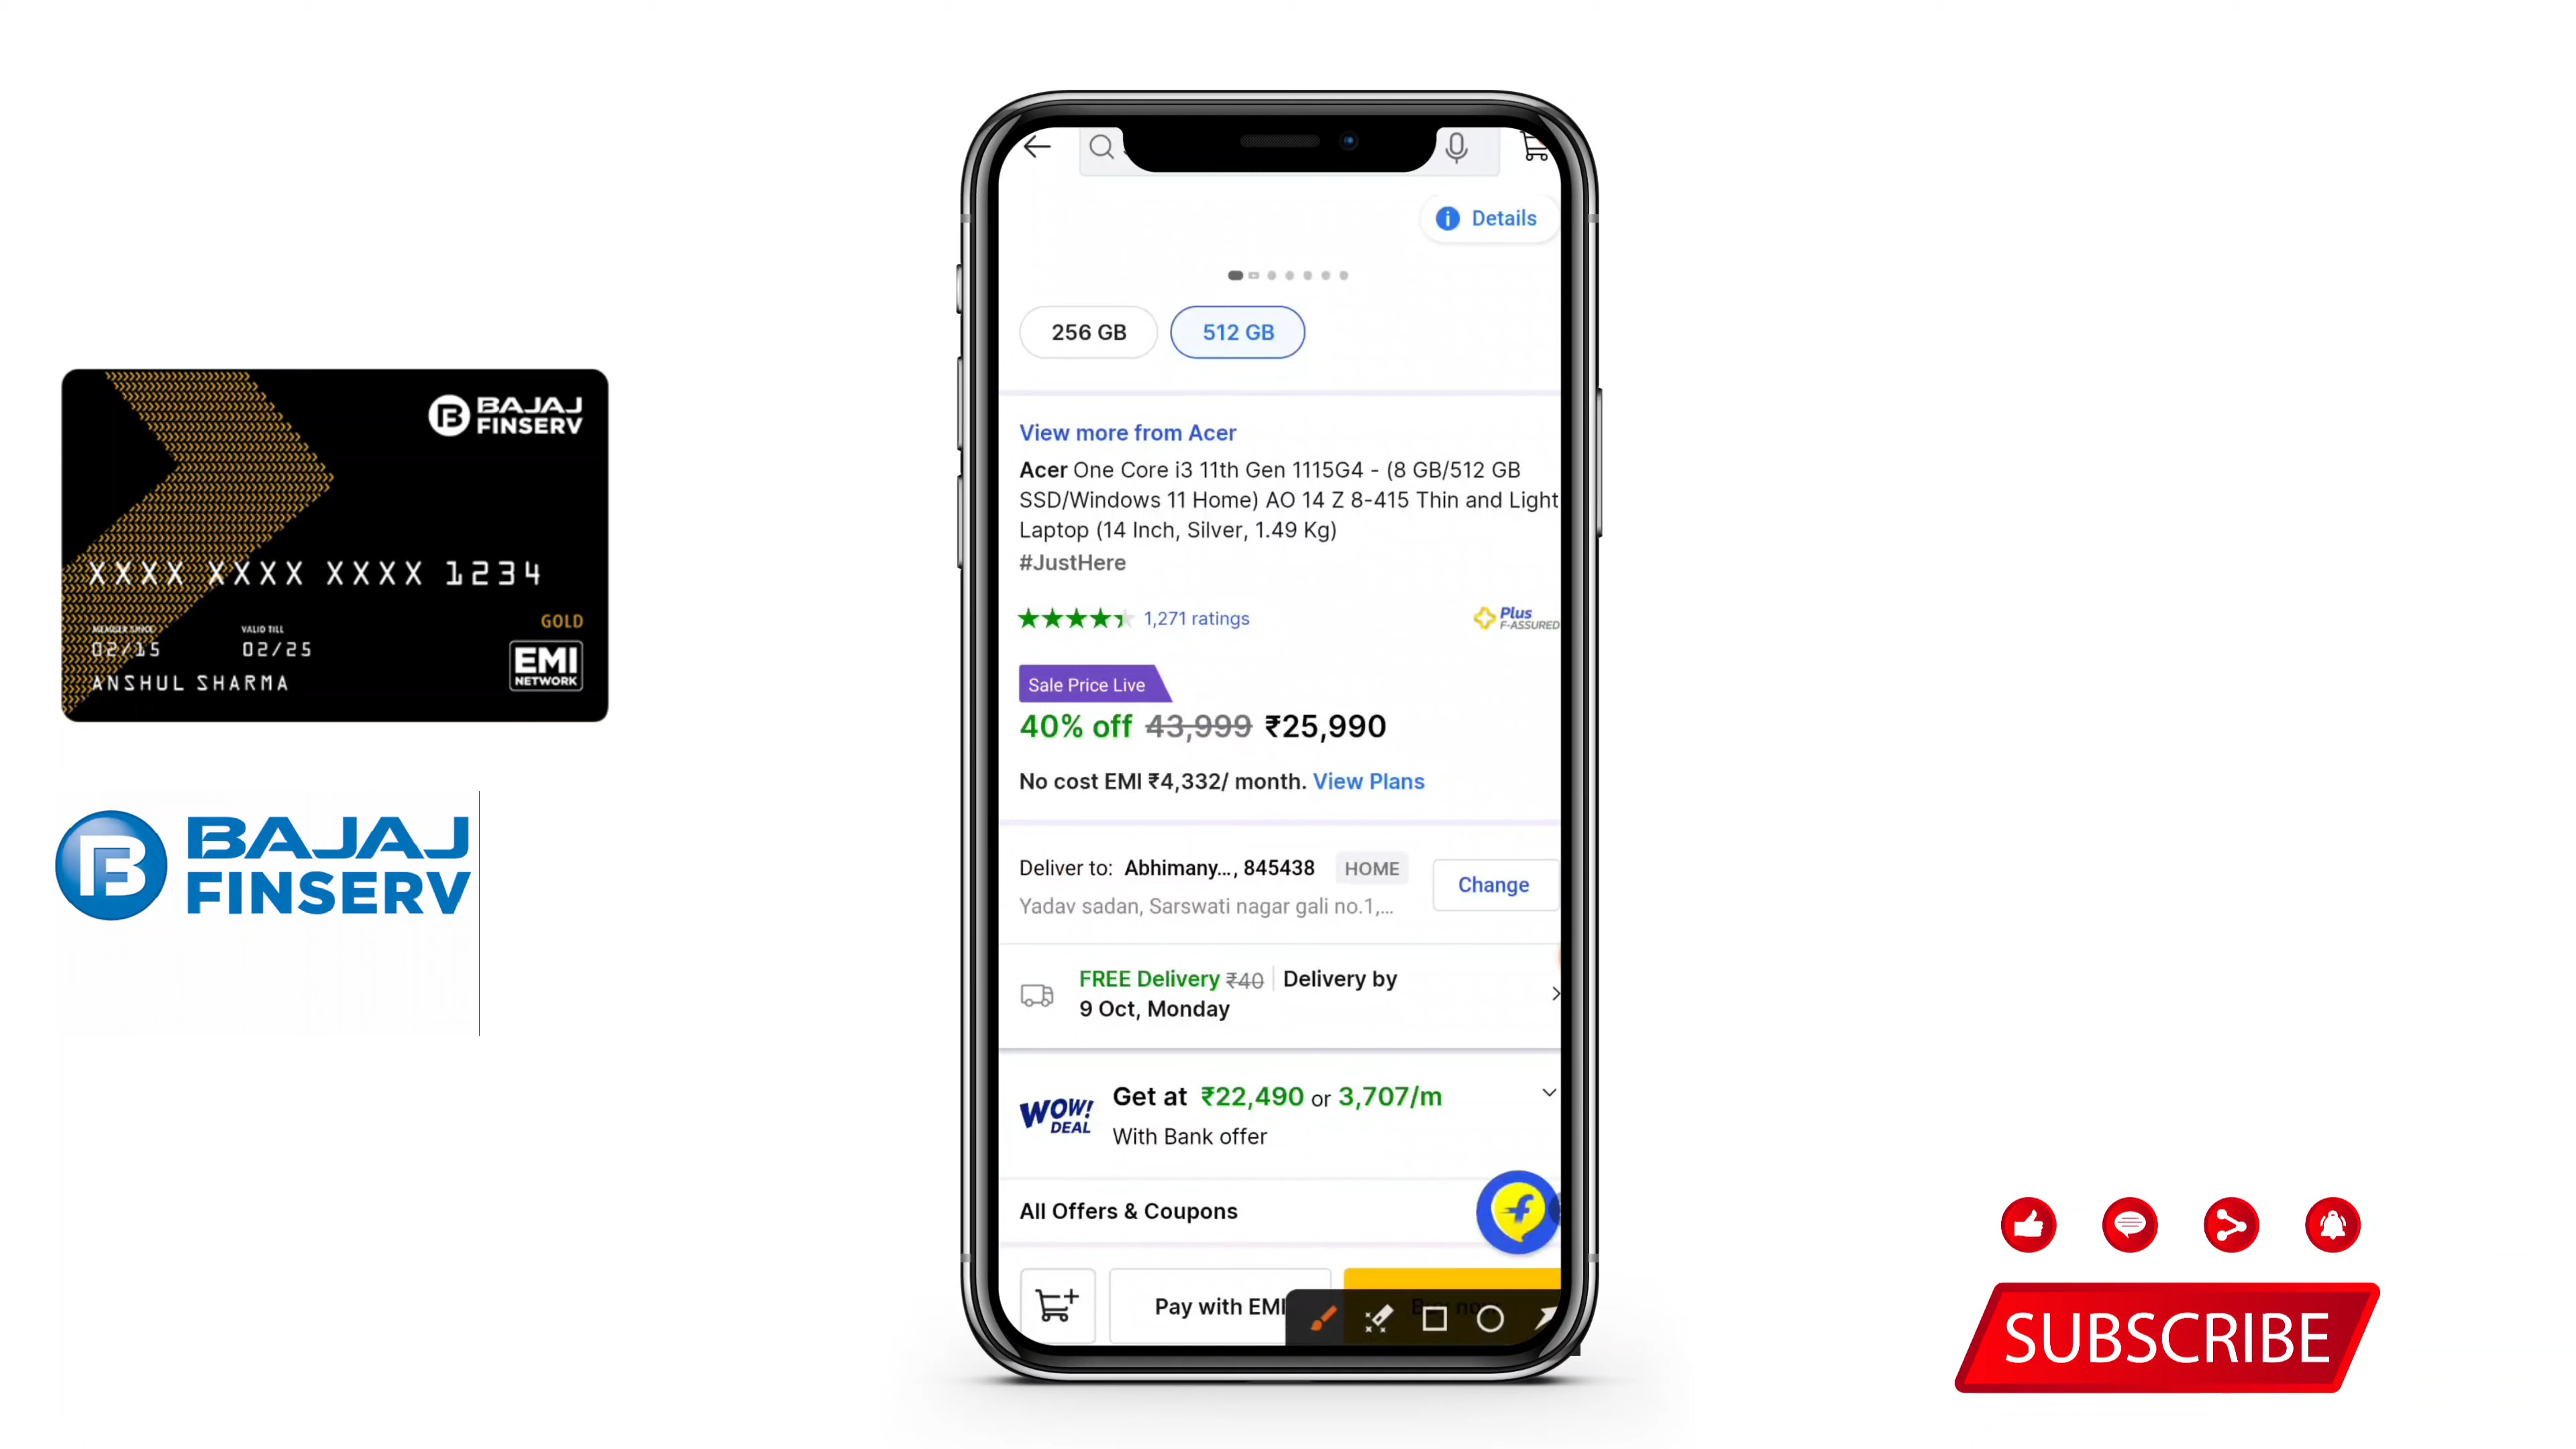 BAJAJ
FINSERV
XXXX XXXX XXXX 1234
GOLD
VALID TILL
02/15 02/25
ANSHUL SHARMA
EMI
NETWORK
BAJAJ
FINSERV
Details
256 GB 512 GB
View more from Acer
Acer One Core i3 11th Gen 1115G4 - (8 GB/512 GB
SSD/Windows 11 Home) AO 14 Z 8-415 Thin and Light
Laptop (14 Inch, Silver, 1.49 Kg)
#JustHere
1,271 ratings
Plus
F-ASSURED
Sale Price Live
40% off 43,999 ₹25,990
No cost EMI ₹4,332/ month. View Plans
Deliver to: Abhimany..., 845438 HOME
Change
Yadav sadan, Sarswati nagar gali no.1,...
FREE Delivery ₹40 Delivery by
9 Oct, Monday
WOW!
DEAL
Get at ₹22,490 or 3,707/m
With Bank offer
All Offers & Coupons
Pay with EMI
SUBSCRIBE